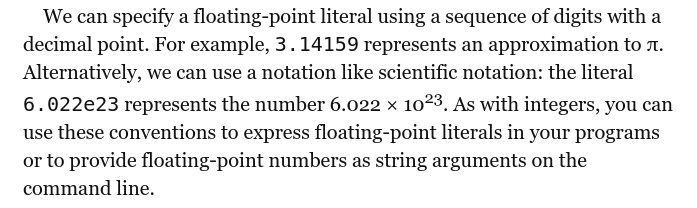 We can specify a floating-point literal using a sequence of digits with a
decimal point. For example, 3.14159 represents an approximation to π.
Alternatively, we can use a notation like scientific notation: the literal
6.022e23 represents the number 6.022 × 10²³. As with integers, you can
use these conventions to express floating-point literals in your programs
or to provide floating-point numbers as string arguments on the
command line.